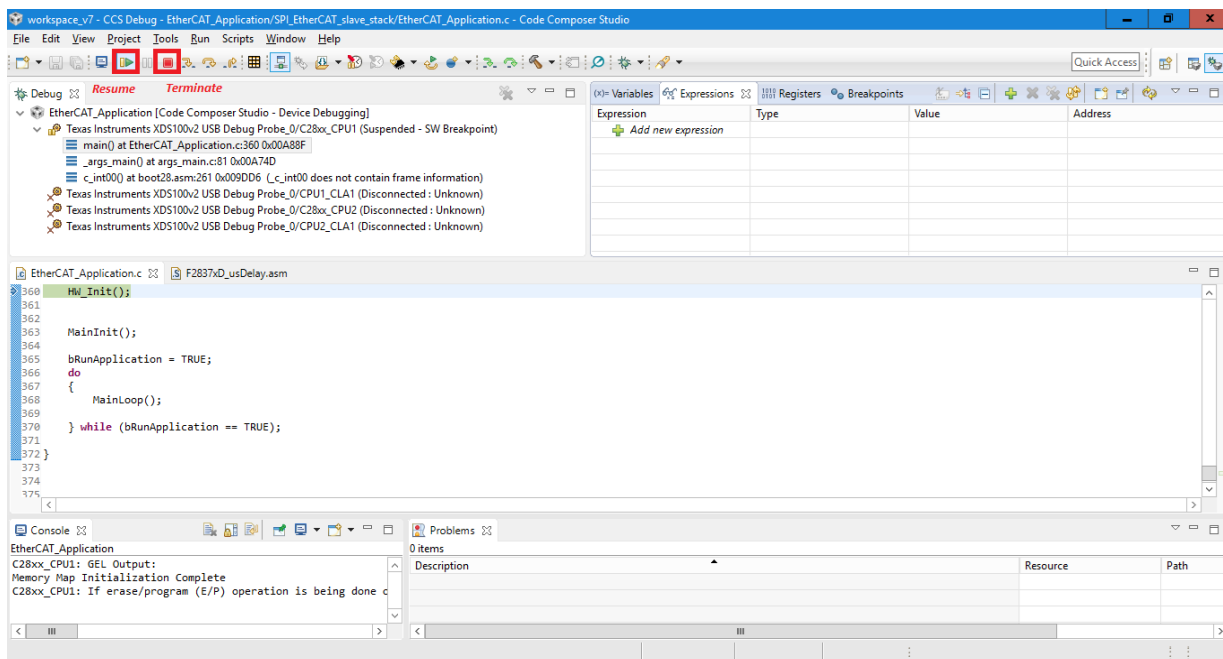 workspace_v7 - CCS Debug - EtherCAT_Application/SPI_EtherCAT_slave_stack/EtherCAT_Application.c - Code Composer Studio
File Edit View Project Tools Run Scripts Window Help
Quick Access
Debug Resume Terminate
EtherCAT_Application [Code Composer Studio - Device Debugging]
Texas Instruments XDS100v2 USB Debug Probe_0/C28xx_CPU1 (Suspended - SW Breakpoint)
main() at EtherCAT_Application.c:360 0x00A88F
_args_main() at args_main.c:81 0x00A74D
c_int00() at boot28.asm:261 0x009DD6 (_c_int00 does not contain frame information)
Texas Instruments XDS100v2 USB Debug Probe_0/CPU1_CLA1 (Disconnected : Unknown)
Texas Instruments XDS100v2 USB Debug Probe_0/C28xx_CPU2 (Disconnected : Unknown)
Texas Instruments XDS100v2 USB Debug Probe_0/CPU2_CLA1 (Disconnected : Unknown)
(x)= Variables Expressions Registers Breakpoints
Expression Type Value Address
Add new expression
EtherCAT_Application.c F2837xD_usDelay.asm
360 HW_Init();
361
362
363 MainInit();
364
365 bRunApplication = TRUE;
366 do
367 {
368 MainLoop();
369
370 } while (bRunApplication == TRUE);
371
372 }
373
374
375
Console
EtherCAT_Application
C28xx_CPU1: GEL Output:
Memory Map Initialization Complete
C28xx_CPU1: If erase/program (E/P) operation is being done
Problems
0 items
Description Resource Path